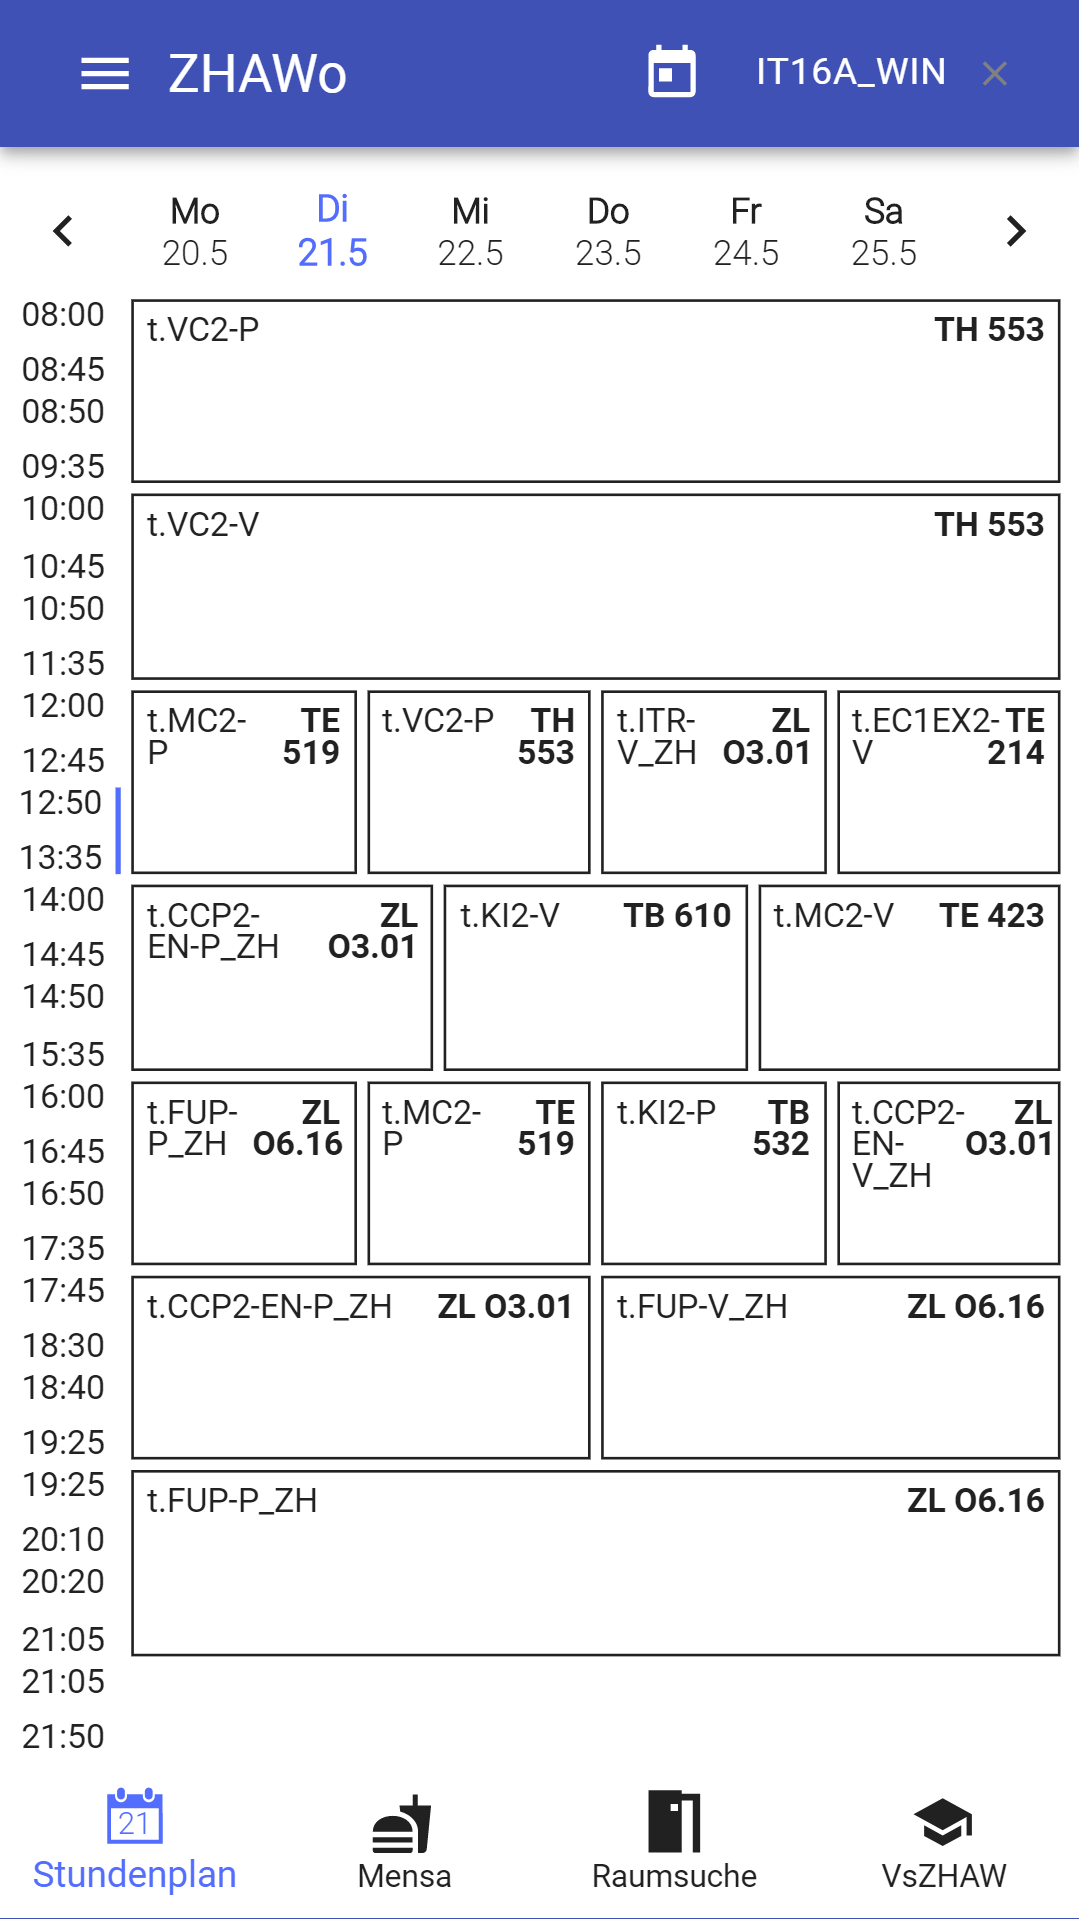 ZHAWo IT16A_WIN
Mo Di Mi Do Fr Sa
20.5 21.5 22.5 23.5 24.5 25.5
08:00
t.VC2-P TH 553
08:45
08:50
09:35
10:00
t.VC2-V TH 553
10:45
10:50
11:35
12:00
t.MC2- TE t.VC2-P TH t.ITR- ZL t.EC1EX2- TE
P 519 553 V_ZH O3.01 V 214
12:45
12:50
13:35
14:00
t.CCP2- ZL t.KI2-V TB 610 t.MC2-V TE 423
EN-P_ZH O3.01
14:45
14:50
15:35
16:00
t.FUP- ZL t.MC2- TE t.KI2-P TB t.CCP2- ZL
P_ZH O6.16 P 519 532 EN- O3.01
V_ZH
16:45
16:50
17:35
17:45
t.CCP2-EN-P_ZH ZL O3.01 t.FUP-V_ZH ZL O6.16
18:30
18:40
19:25
19:25
t.FUP-P_ZH ZL O6.16
20:10
20:20
21:05
21:05
21:50
21
Stundenplan Mensa Raumsuche VsZHAW